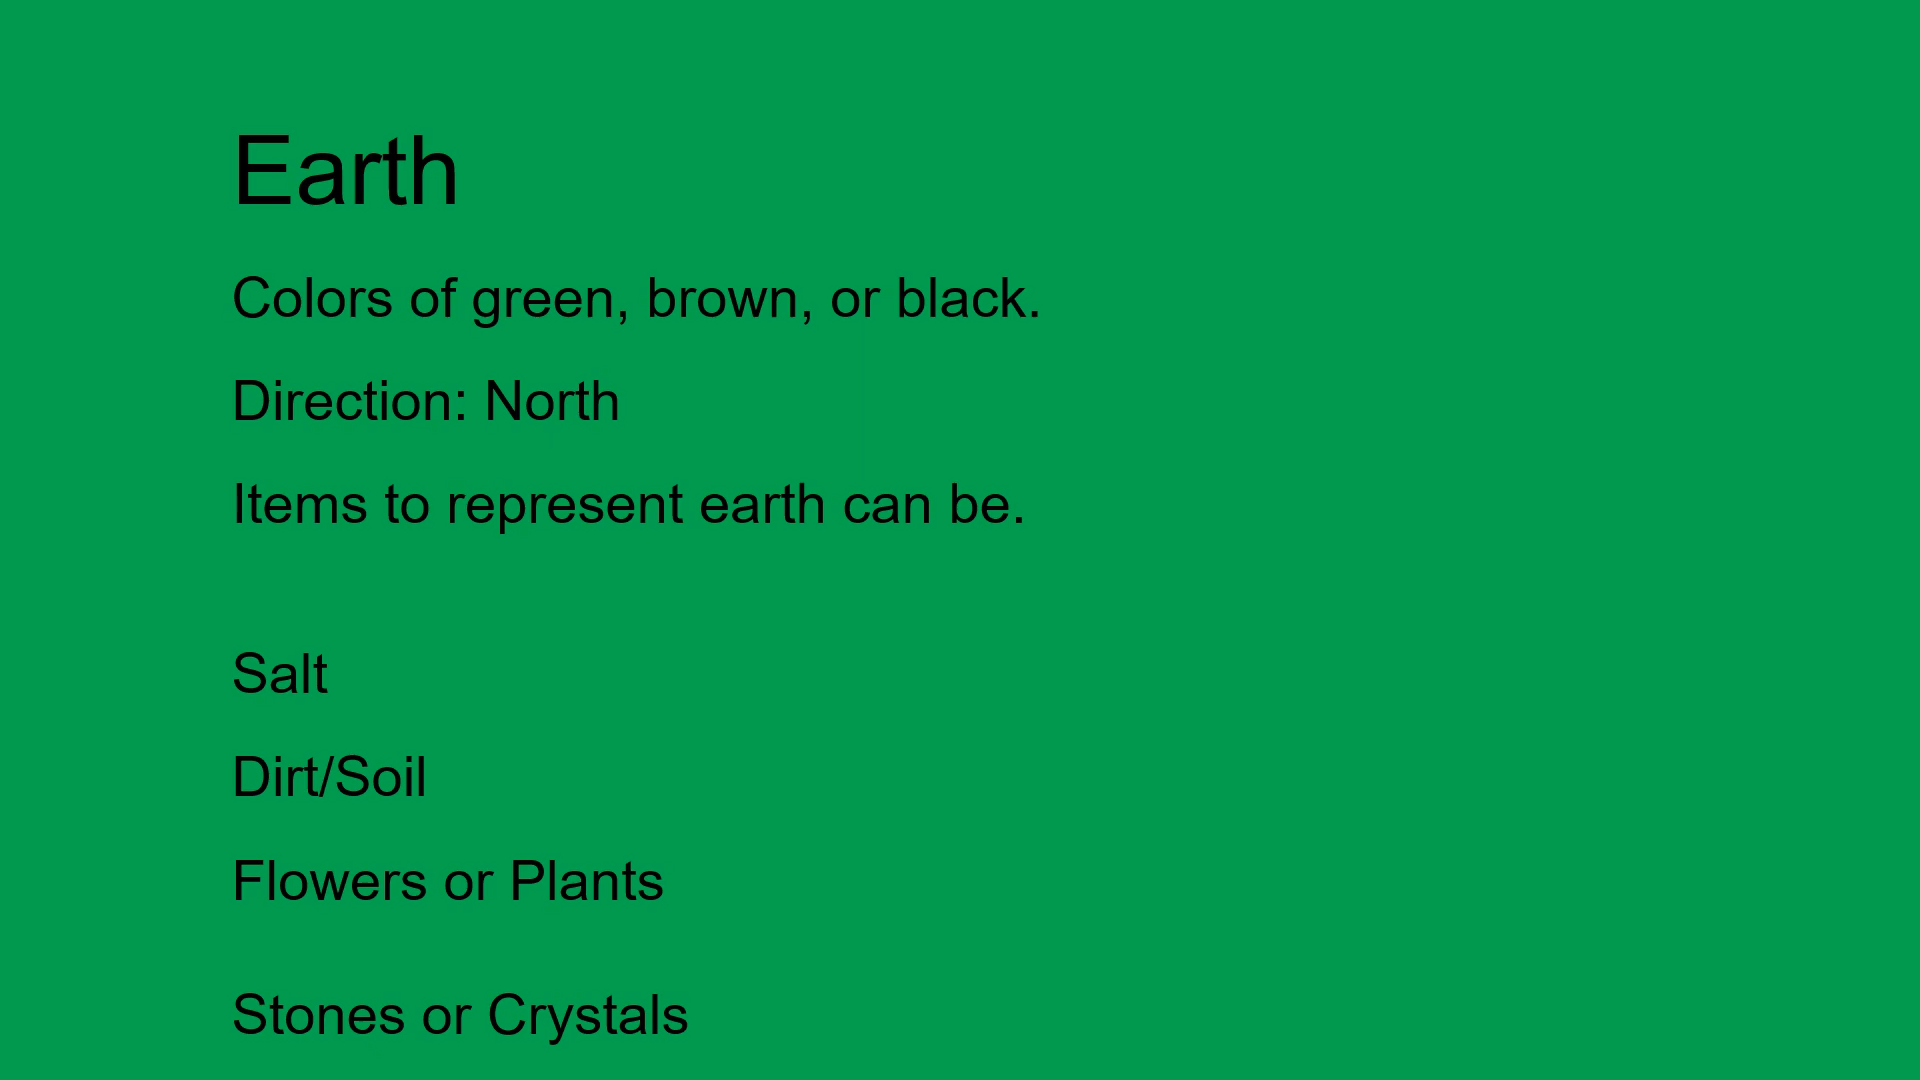 Earth
Colors of green, brown, or black.
Direction: North
Items to represent earth can be.
Salt
Dirt/Soil
Flowers or Plants
Stones or Crystals